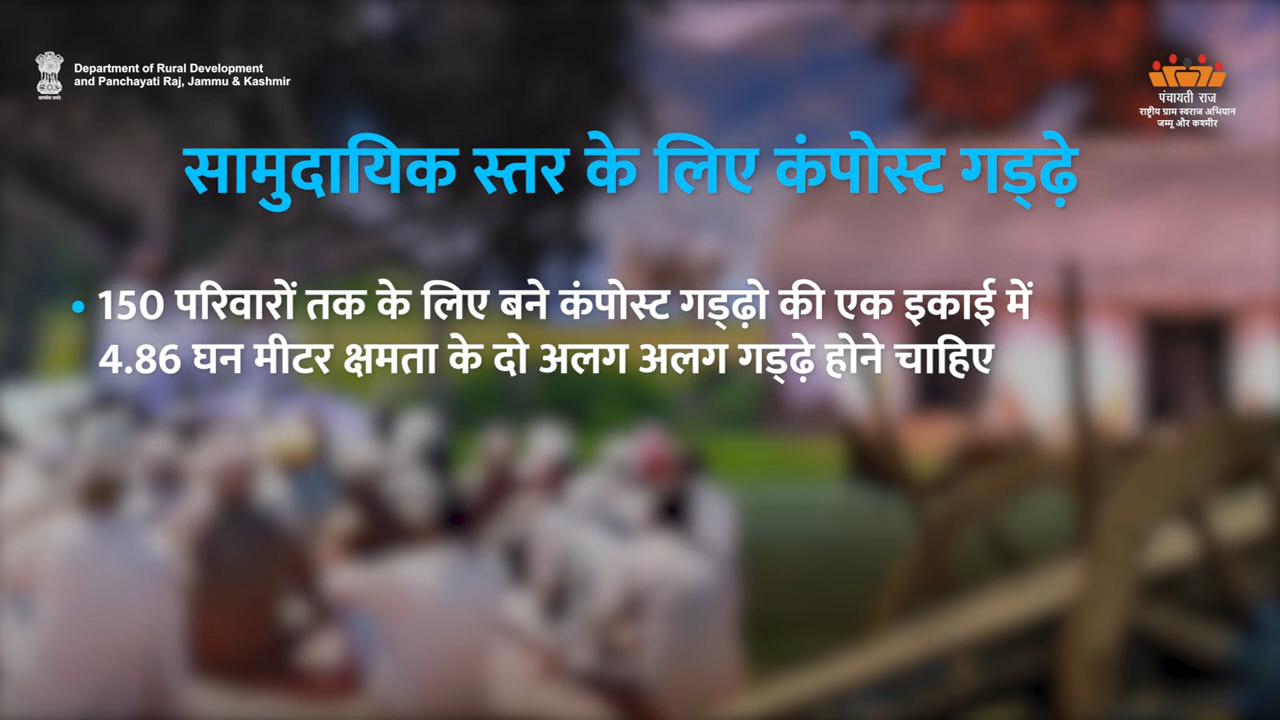 Department of Rural Development
and Panchayati Raj, Jammu & Kashmir
पंचायती राज
राष्ट्रीय ग्राम स्वराज अभियान
जम्मू और कश्मीर
सामुदायिक स्तर के लिए कंपोस्ट गड्ढ़े
• 150 परिवारों तक के लिए बने कंपोस्ट गड्ढ़ो की एक इकाई में
4.86 घन मीटर क्षमता के दो अलग अलग गड्ढ़े होने चाहिए